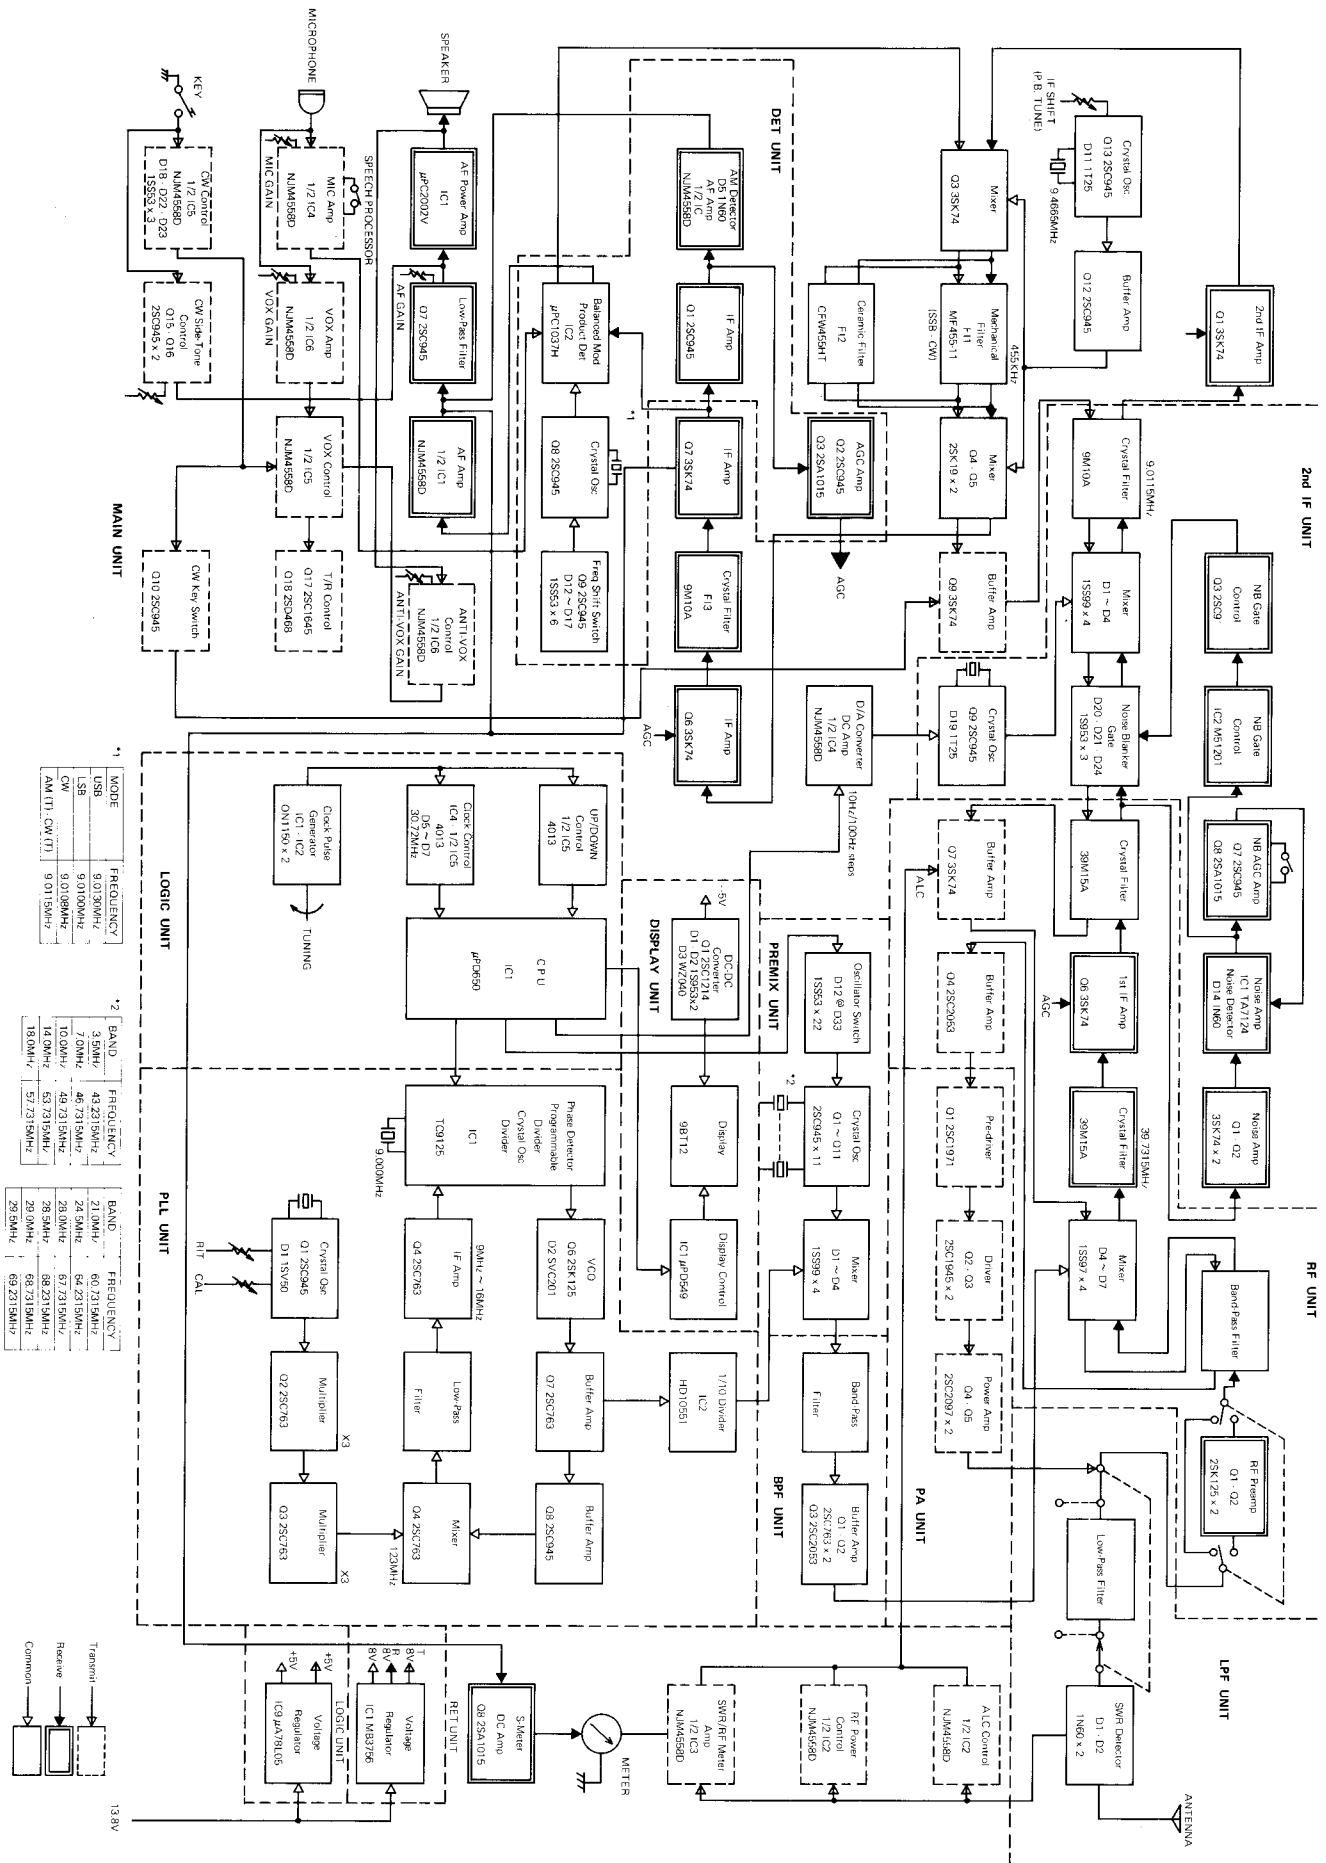 2nd IF UNIT
RF UNIT
2nd IF Amp
Q1 3SK74
NB Gate
Control
NB Gate
Control
IC2 M51201
NB AGC Amp
Q7 2SC945
Q8 2SA1015
Noise Amp
IC1 TA7124
Noise Detector
D14 IN60
Noise Amp
Q1 · Q2
3SK74 x 2
Band-Pass Filter
RF Preamp
Q1 · Q2
2SK125 x 2
LPF UNIT
Crystal Osc
Q13 2SC945
D11 1T25
IF SHIFT
(P.B. TUNE)
9.4665MHz
Buffer Amp
Q12 2SC945
9.0115MHz
Crystal Filter
9M10A
Mixer
D1 ~ D4
1SS99 x 4
Noise Blanker
Gate
D20 · D21 · D24
1S953 x 3
Crystal Filter
39M15A
1st IF Amp
Q6 3SK74
AGC
39.7315MHz
Crystal Filter
39M15A
Mixer
D4 ~ D7
1SS97 x 4
Low-Pass Filter
SWR Detector
D1 · D2
1N60 x 2
ANTENNA
Mixer
Q3 3SK74
455KHz
Mechanical
Filter
FI1
MF455-11
(SSB. CW)
Mixer
Q4 · Q5
2SK19 x 2
Buffer Amp
Q9 3SK74
Crystal Osc
Q9 2SC945
D19 1T25
Buffer Amp
Q7 3SK74
ALC
Buffer Amp
Q4 2SC2053
Pre-driver
Q1 2SC1971
Driver
Q2 · Q3
2SC1945 x 2
Power Amp
Q4 · Q5
2SC2097 x 2
PA UNIT
ALC Control
1/2 IC2
NJM4558D
DET UNIT
Ceramic Filter
FI2
CFW455HT
AGC Amp
Q2 2SC945
Q3 2SA1015
AGC
D/A Converter
DC Amp
1/2 IC4
NJM4558D
10Hz/100Hz steps
PREMIX UNIT
Oscillator Switch
D12 @ D33
1SS53 x 22
*2
Crystal Osc
Q1 ~ Q11
2SC945 x 11
Mixer
D1 ~ D4
1SS99 x 4
Band-Pass
Filter
Buffer Amp
Q1 · Q2
2SC763 x 2
Q3 2SC2053
BPF UNIT
RF Power
Control
1/2 IC2
NJM4558D
AM Detector
D5 1N60
AF Amp
1/2 IC
NJM4558D
IF Amp
Q1 2SC945
IF Amp
Q7 3SK74
Crystal Filter
FI3
9M10A
IF Amp
Q6 3SK74
AGC
DISPLAY UNIT
DC-DC
Converter
Q1 2SC1214
D1 · D2 1S953x2
D3 WZ040
Display
9BT12
Display Control
IC1 µPD549
1/10 Divider
IC2
HD10551
SWR/RF Meter
Amp
1/2 IC3
NJM4558D
METER
Balanced Mod
Product Det
IC2
µPC1037H
*1
Crystal Osc
Q8 2SC945
Freq Shift Switch
Q9 2SC945
D12 ~ D17
1SS53 x 6
UP/DOWN
Control
1/2 IC5
4013
VCO
Q6 2SK125
D2 SVC201
Buffer Amp
Q7 2SC763
Buffer Amp
Q8 2SC945
SPEAKER
AF Power Amp
IC1
µPC2002V
Low-Pass Filter
Q7 2SC945
AF GAIN
AF Amp
1/2 IC1
NJM4558D
ANTI-VOX
Control
1/2 IC6
NJM4558D
ANTI-VOX GAIN
Clock Control
IC4 · 1/2 IC5
4013
D5 ~ D7
30.72MHz
C P U
IC1
µPD650
Phase Detector
Programmable
Divider
Crystal Osc
Divider
IC1
TC9125
9.000MHz
9MHz ~ 16MHz
IF Amp
Q4 2SC763
Low-Pass
Filter
Mixer
Q4 2SC763
123MHz
S-Meter
DC Amp
Q8 2SA1015
MICROPHONE
SPEECH PROCESSOR
MIC Amp
1/2 IC4
NJM4558D
MIC GAIN
VOX Amp
1/2 IC6
NJM4558D
VOX GAIN
VOX Control
1/2 IC5
NJM4558D
T/R Control
Q17 2SC1645
Q18 2SD468
Clock Pulse
Generator
IC1 · IC2
ON1150 x 2
TUNING
Crystal Osc
Q1 2SC945
D1 1SV50
RIT
CAL
Multiplier
Q2 2SC763
X3
Multiplier
Q3 2SC763
X3
RET UNIT
Voltage
Regulator
IC1 MB3756
T
8V
R
8V
8V
LOGIC UNIT
Voltage
Regulator
IC9 µA78L05
+5V
+5V
13.8V
KEY
CW Control
1/2 IC5
NJM4558D
D18 · D22 · D23
1SS53 x 3
CW Side-Tone
Control
Q15 · Q16
2SC945 x 2
CW Key Switch
Q10 2SC945
MAIN UNIT
LOGIC UNIT
PLL UNIT
*1
MODE FREQUENCY
USB 9.0130MHz
LSB 9.0100MHz
CW 9.0108MHz
AM (T) · CW (T) 9.0115MHz
*2
BAND FREQUENCY
3.5MHz 43.2315MHz
7.0MHz 46.7315MHz
10.0MHz 49.7315MHz
14.0MHz 53.7315MHz
18.0MHz 57.7315MHz
BAND FREQUENCY
21.0MHz 60.7315MHz
24.5MHz 64.2315MHz
28.0MHz 67.7315MHz
28.5MHz 68.2315MHz
29.0MHz 68.7315MHz
29.5MHz 69.2315MHz
Transmit
Receive
Common